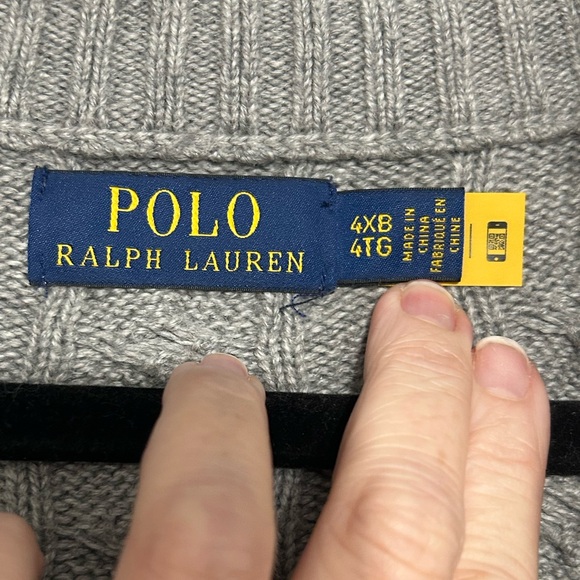 POLO
RALPH LAUREN
4XB
4TG
MADE IN
CHINA
FABRIQUÉ EN
CHINE